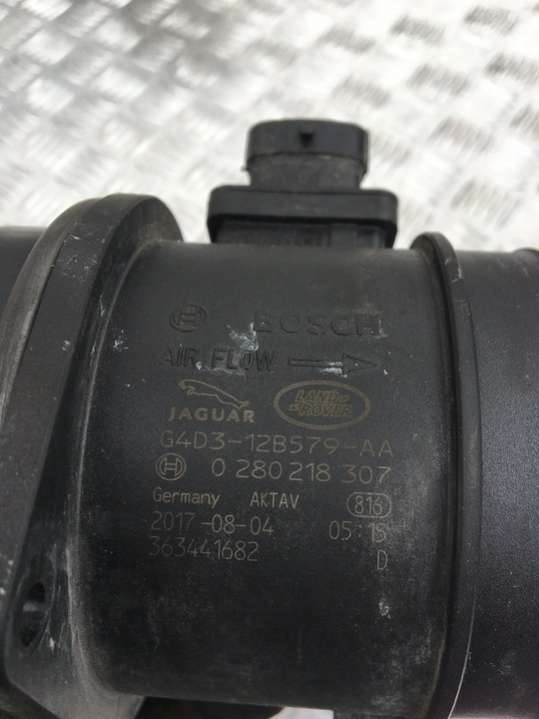 BOSCH
AIR FLOW
JAGUAR LAND ROVER
G4D3-12B579-AA
0 280 218 307
Germany AKTAV 816
2017-08-04 05:15
363441682 D